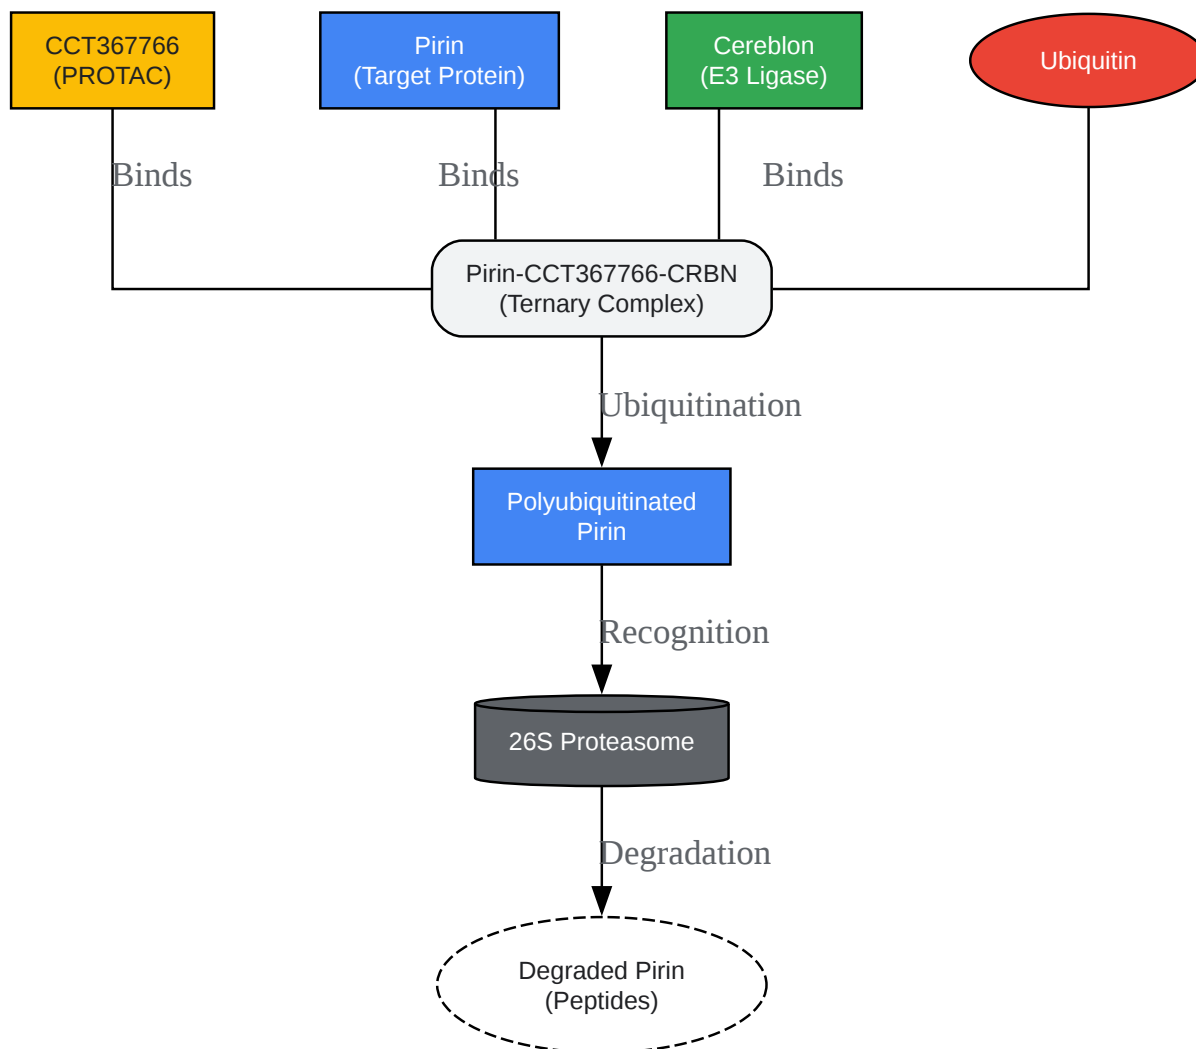 CCT367766
(PROTAC)
Pirin
(Target Protein)
Cereblon
(E3 Ligase)
Ubiquitin
Binds
Binds
Binds
Pirin-CCT367766-CRBN
(Ternary Complex)
Ubiquitination
Polyubiquitinated
Pirin
Recognition
26S Proteasome
Degradation
Degraded Pirin
(Peptides)